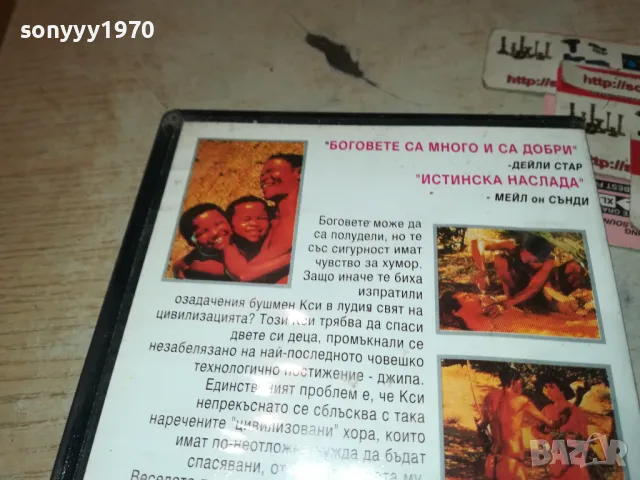 sonyyy1970
"БОГОВЕТЕ СА МНОГО И СА ДОБРИ"
-ДЕЙЛИ СТАР
"ИСТИНСКА НАСЛАДА"
- МЕЙЛ он СЪНДИ
Боговете може да
са полудели, но те
със сигурност имат
чувство за хумор.
Защо иначе те биха
изпратили
озадачения бушмен Кси в лудия свят на
цивилизацията? Този Кси трябва да спаси
двете си деца, промъкнали се
незабелязано на най-последното човешко
технологично постижение - джипа.
Единственият проблем е, че Кси
непрекъснато се сблъсква с така
наречените "цивилизовани" хора, които
имат по-неотложна нужда да бъдат
спасявани, от
му.
http://so
http://
BAZAR